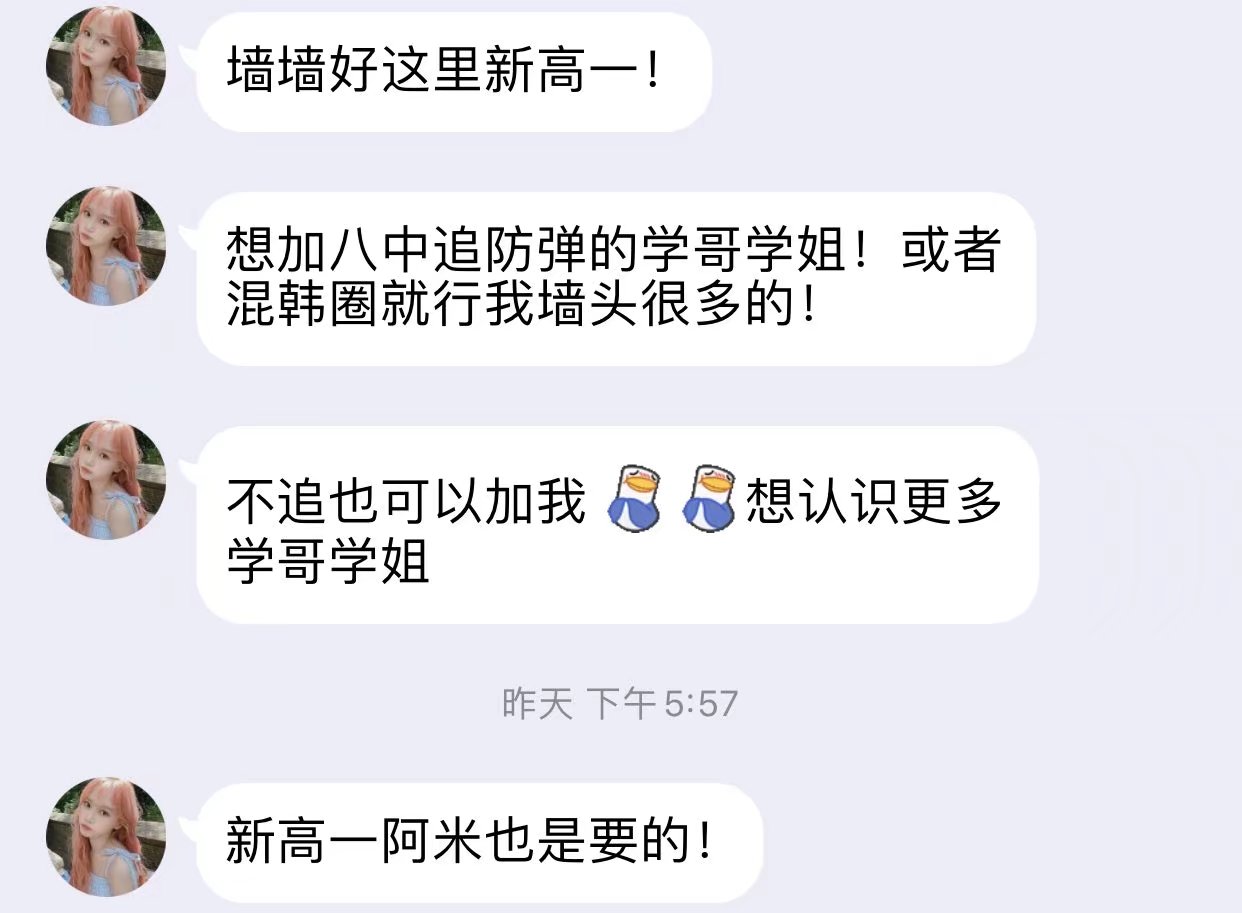 墙墙好这里新高一！
想加八中追防弹的学哥学姐！或者
混韩圈就行我墙头很多的！
不追也可以加我想认识更多
学哥学姐
昨天 下午5:57
新高一阿米也是要的！